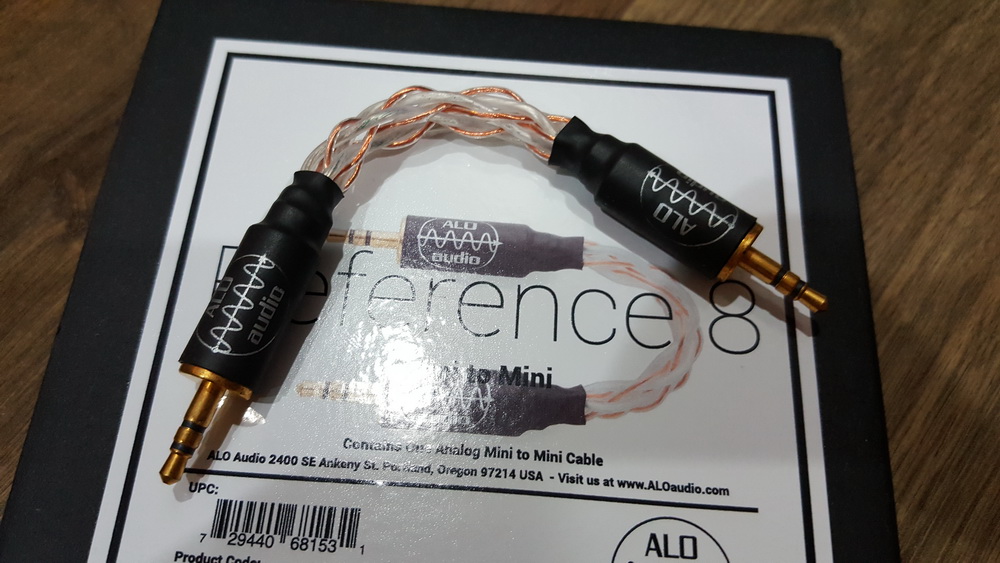 ALO
audio
ALO
audio
ALO
audio
eference 8
to Mini
Contains One Analog Mini to Mini Cable
ALO Audio 2400 SE Ankeny St. Portland, Oregon 97214 USA - Visit us at www.ALOaudio.com
UPC:
7 29440 68153 1
Product Code:
ALO